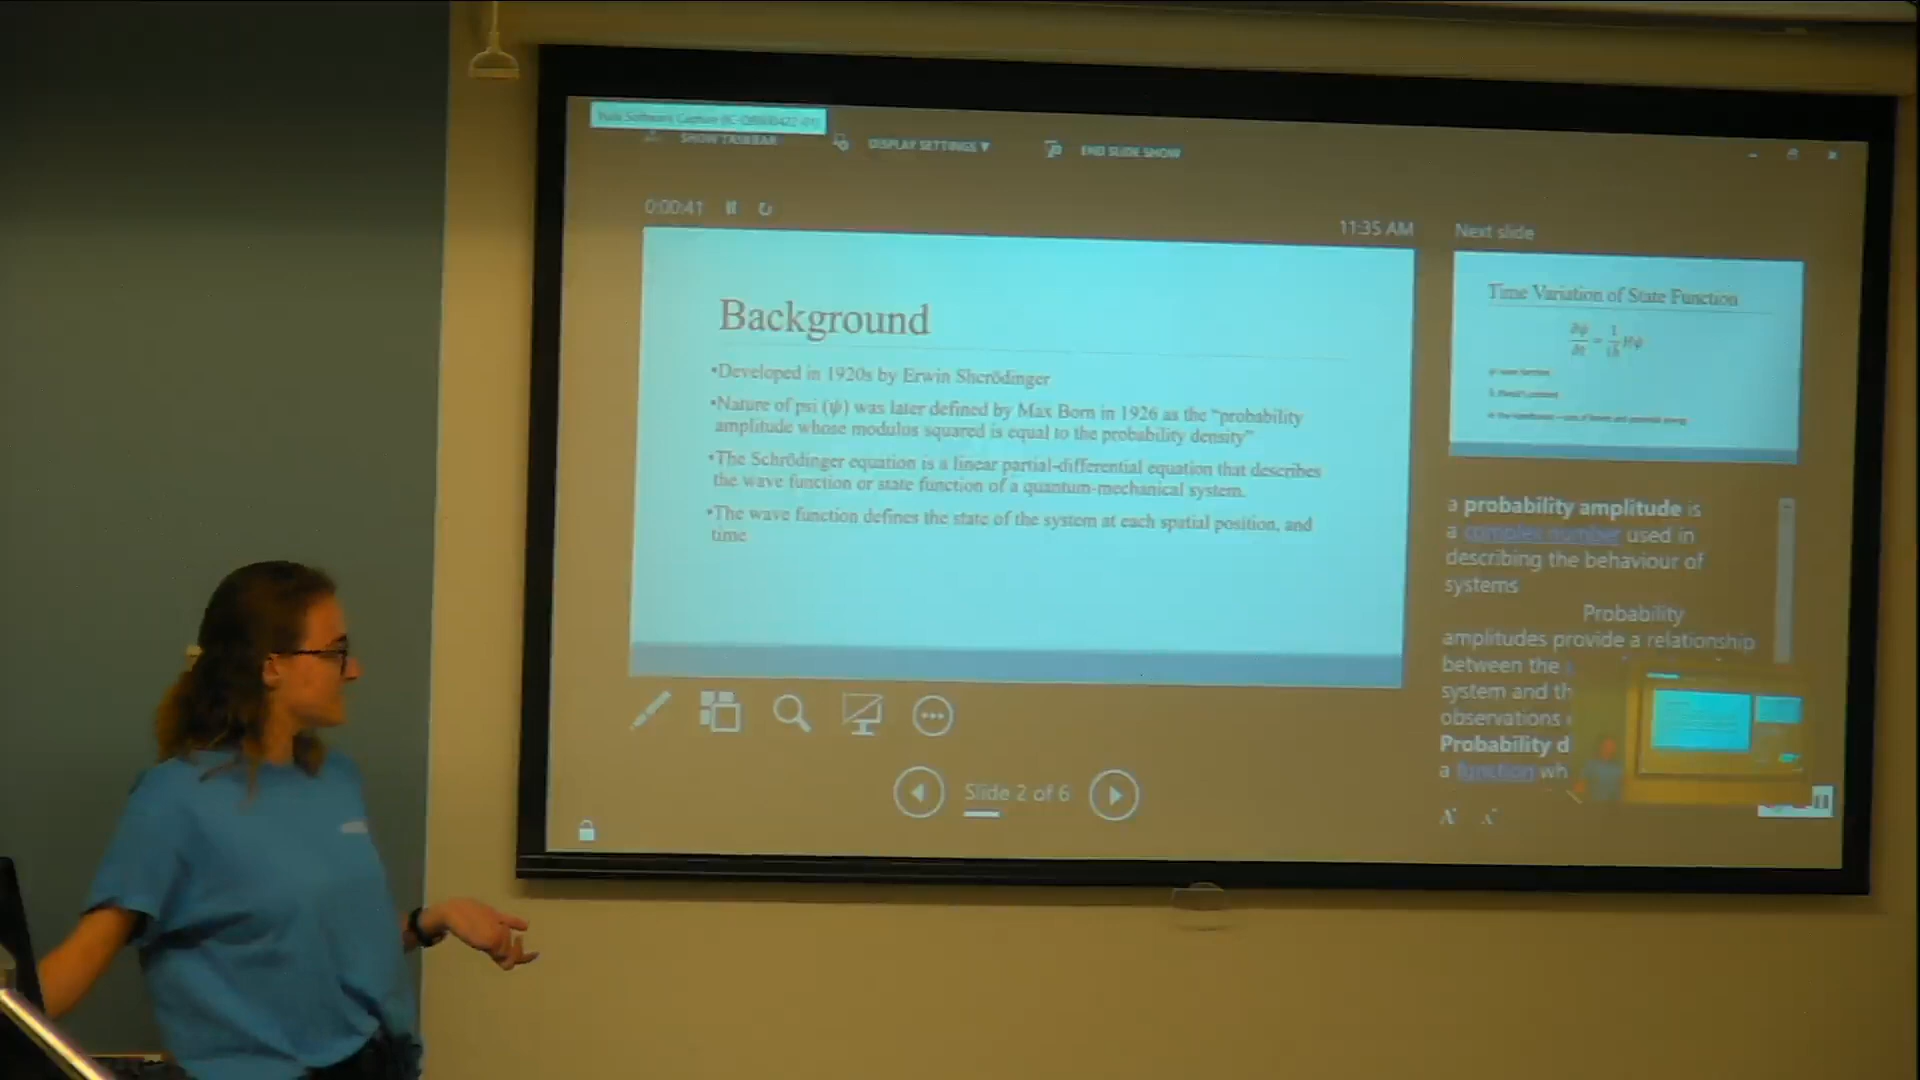 SHOW TASKBAR
DISPLAY SETTINGS ▼
END SLIDE SHOW
0:00:41
11:35 AM
Background
•Developed in 1920s by Erwin Shcrödinger
•Nature of psi (ψ) was later defined by Max Born in 1926 as the “probability
amplitude whose modulus squared is equal to the probability density”
•The Schrödinger equation is a linear partial-differential equation that describes
the wave function or state function of a quantum-mechanical system.
•The wave function defines the state of the system at each spatial position, and
time
Next slide
Time Variation of State Function
∂ψ/∂t = 1/iħ Hψ
a probability amplitude is
a complex number used in
describing the behaviour of
systems
Probability
amplitudes provide a relationship
between the
system and th
observations
Probability d
a function wh
Slide 2 of 6
A A